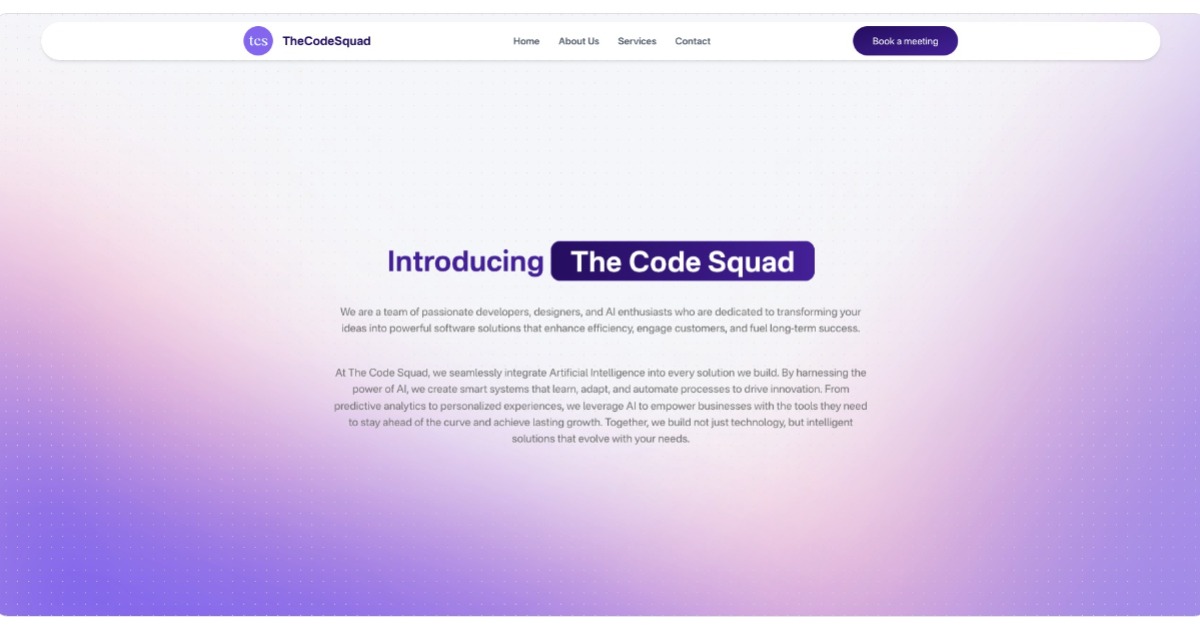 tcs TheCodeSquad Home About Us Services Contact Book a meeting
Introducing The Code Squad
We are a team of passionate developers, designers, and AI enthusiasts who are dedicated to transforming your
ideas into powerful software solutions that enhance efficiency, engage customers, and fuel long-term success.
At The Code Squad, we seamlessly integrate Artificial Intelligence into every solution we build. By harnessing the
power of AI, we create smart systems that learn, adapt, and automate processes to drive innovation. From
predictive analytics to personalized experiences, we leverage AI to empower businesses with the tools they need
to stay ahead of the curve and achieve lasting growth. Together, we build not just technology, but intelligent
solutions that evolve with your needs.